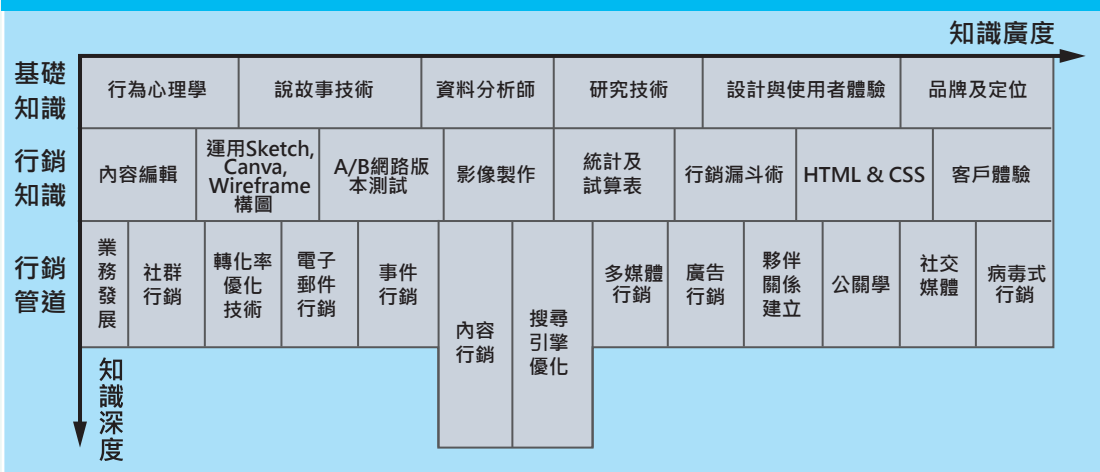 知識廣度
基礎
知識
行為心理學
說故事技術
資料分析師
研究技術
設計與使用者體驗
品牌及定位
行銷
知識
內容編輯
運用Sketch,
Canva,
Wireframe
構圖
A/B網路版
本測試
影像製作
統計及
試算表
行銷漏斗術
HTML & CSS
客戶體驗
行銷
管道
業
務
發
展
社群
行銷
轉化率
優化
技術
電子
郵件
行銷
事件
行銷
內容
行銷
搜尋
引擎
優化
多媒體
行銷
廣告
行銷
夥伴
關係
建立
公關學
社交
媒體
病毒式
行銷
知
識
深
度